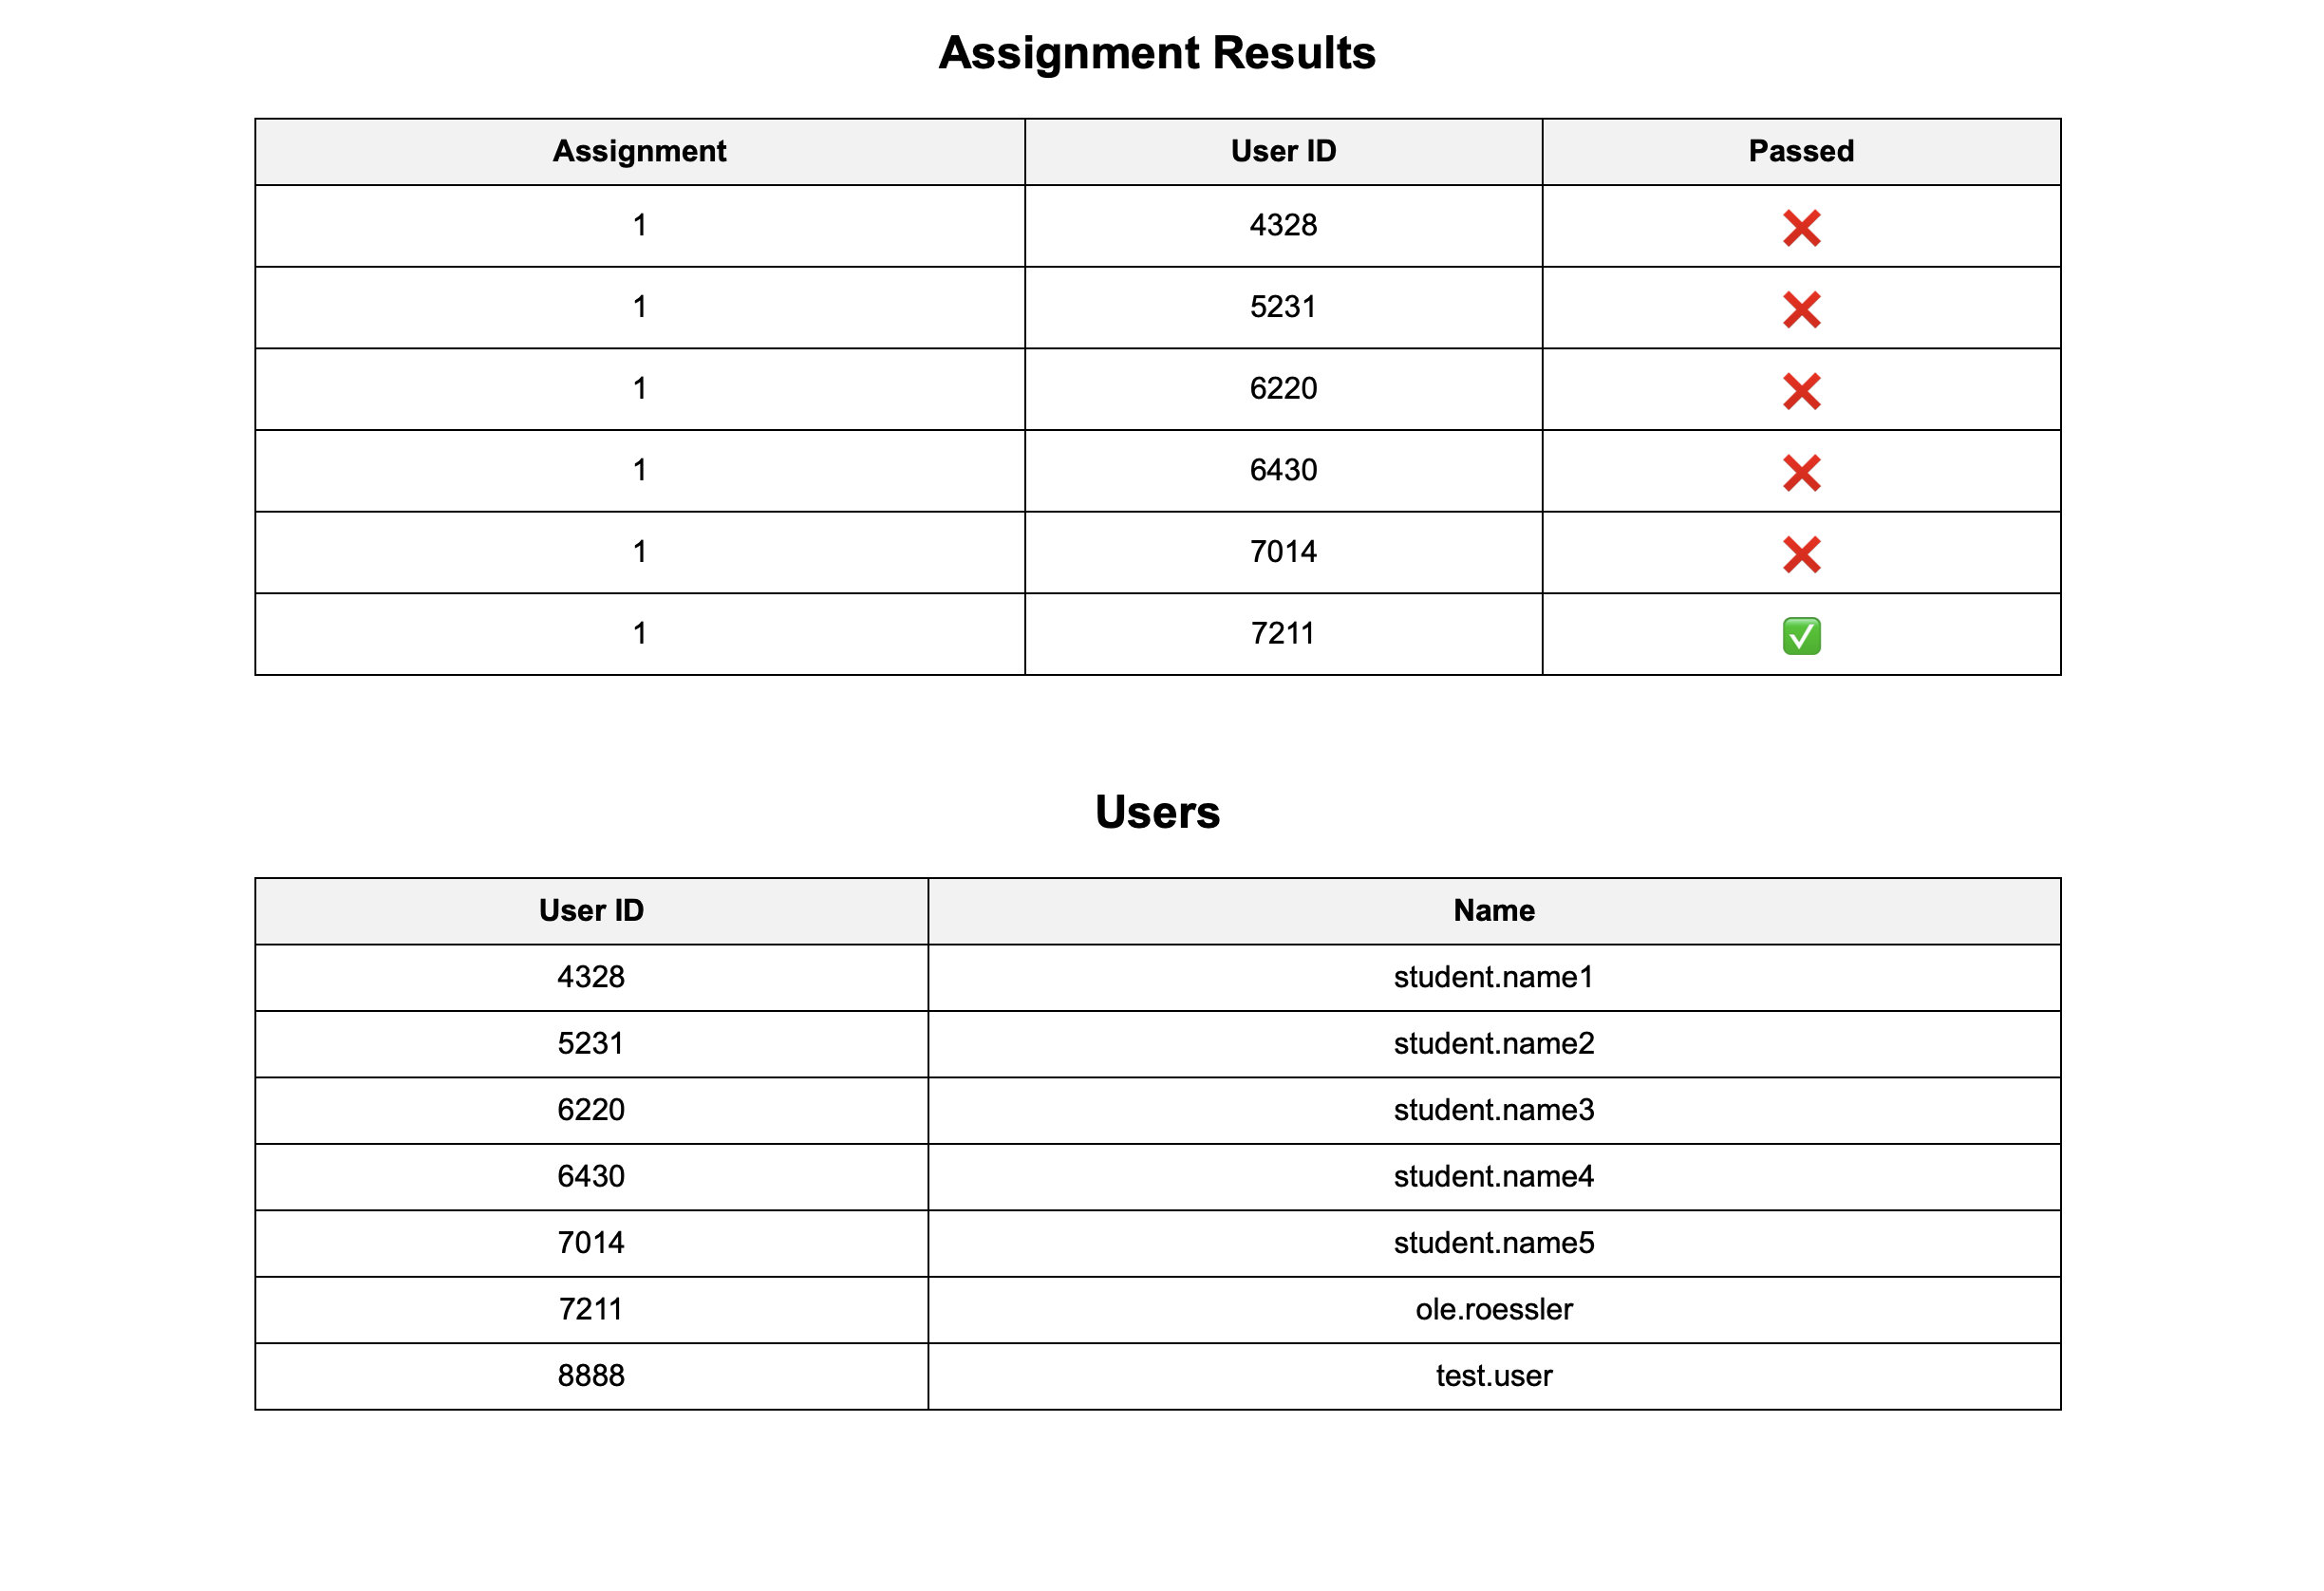 Assignment Results
Assignment User ID Passed
1 4328 ❌
1 5231 ❌
1 6220 ❌
1 6430 ❌
1 7014 ❌
1 7211 ✅
Users
User ID Name
4328 student.name1
5231 student.name2
6220 student.name3
6430 student.name4
7014 student.name5
7211 ole.roessler
8888 test.user